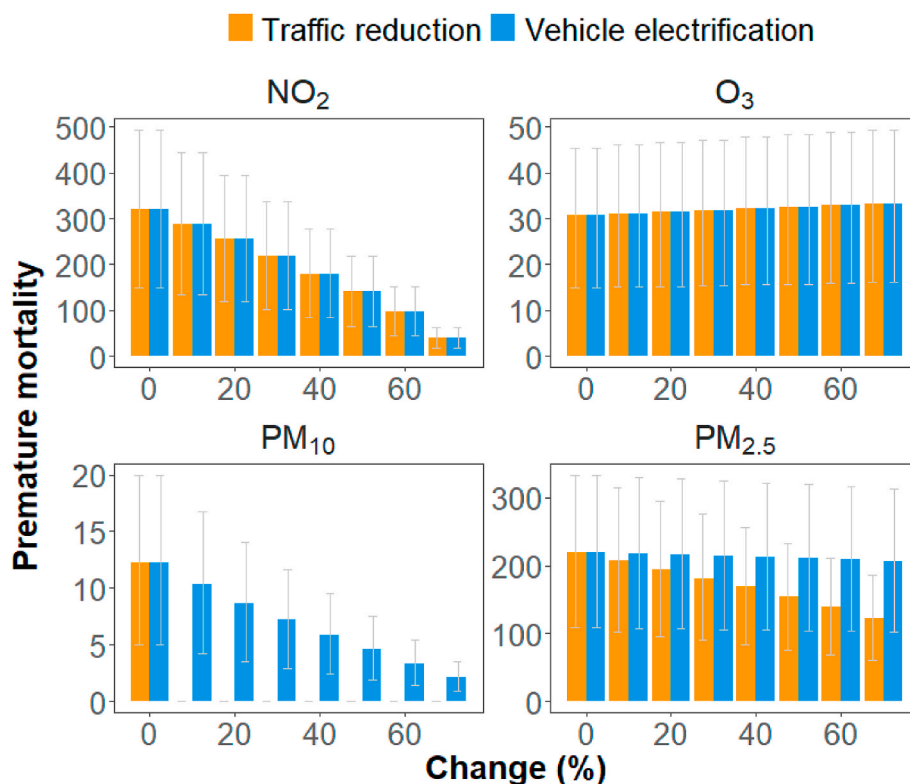 Traffic reduction Vehicle electrification
NO₂ O₃
Premature mortality
500 50
400 40
300 30
200 20
100 10
0 0
0 20 40 60 0 20 40 60
PM₁₀ PM₂.₅
20 300
15 200
10 100
5 0
0
0 20 40 60 0 20 40 60
Change (%)